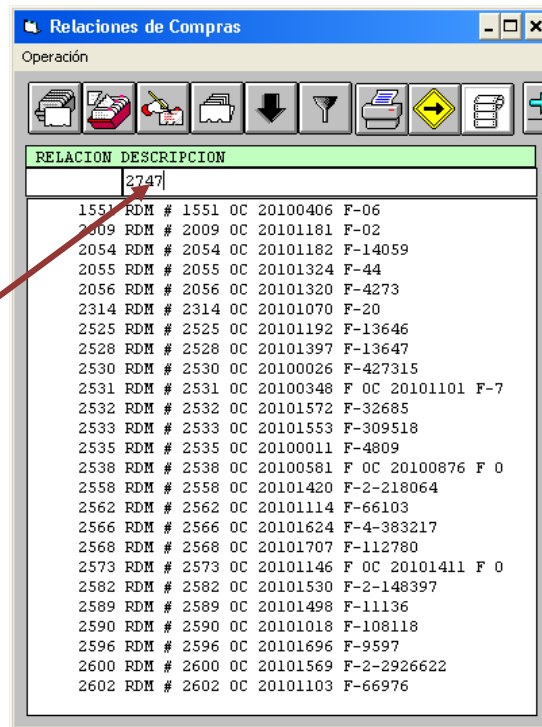 Relaciones de Compras
Operación
RELACION DESCRIPCION
2747
1551 RDM # 1551 OC 20100406 F-06
2009 RDM # 2009 OC 20101181 F-02
2054 RDM # 2054 OC 20101182 F-14059
2055 RDM # 2055 OC 20101324 F-44
2056 RDM # 2056 OC 20101320 F-4273
2314 RDM # 2314 OC 20101070 F-20
2525 RDM # 2525 OC 20101192 F-13646
2528 RDM # 2528 OC 20101397 F-13647
2530 RDM # 2530 OC 20100026 F-427315
2531 RDM # 2531 OC 20100348 F OC 20101101 F-7
2532 RDM # 2532 OC 20101572 F-32685
2533 RDM # 2533 OC 20101553 F-309518
2535 RDM # 2535 OC 20100011 F-4809
2538 RDM # 2538 OC 20100581 F OC 20100876 F 0
2558 RDM # 2558 OC 20101420 F-2-218064
2562 RDM # 2562 OC 20101114 F-66103
2566 RDM # 2566 OC 20101624 F-4-383217
2568 RDM # 2568 OC 20101707 F-112780
2573 RDM # 2573 OC 20101146 F OC 20101411 F 0
2582 RDM # 2582 OC 20101530 F-2-148397
2589 RDM # 2589 OC 20101498 F-11136
2590 RDM # 2590 OC 20101018 F-108118
2596 RDM # 2596 OC 20101696 F-9597
2600 RDM # 2600 OC 20101569 F-2-2926622
2602 RDM # 2602 OC 20101103 F-66976